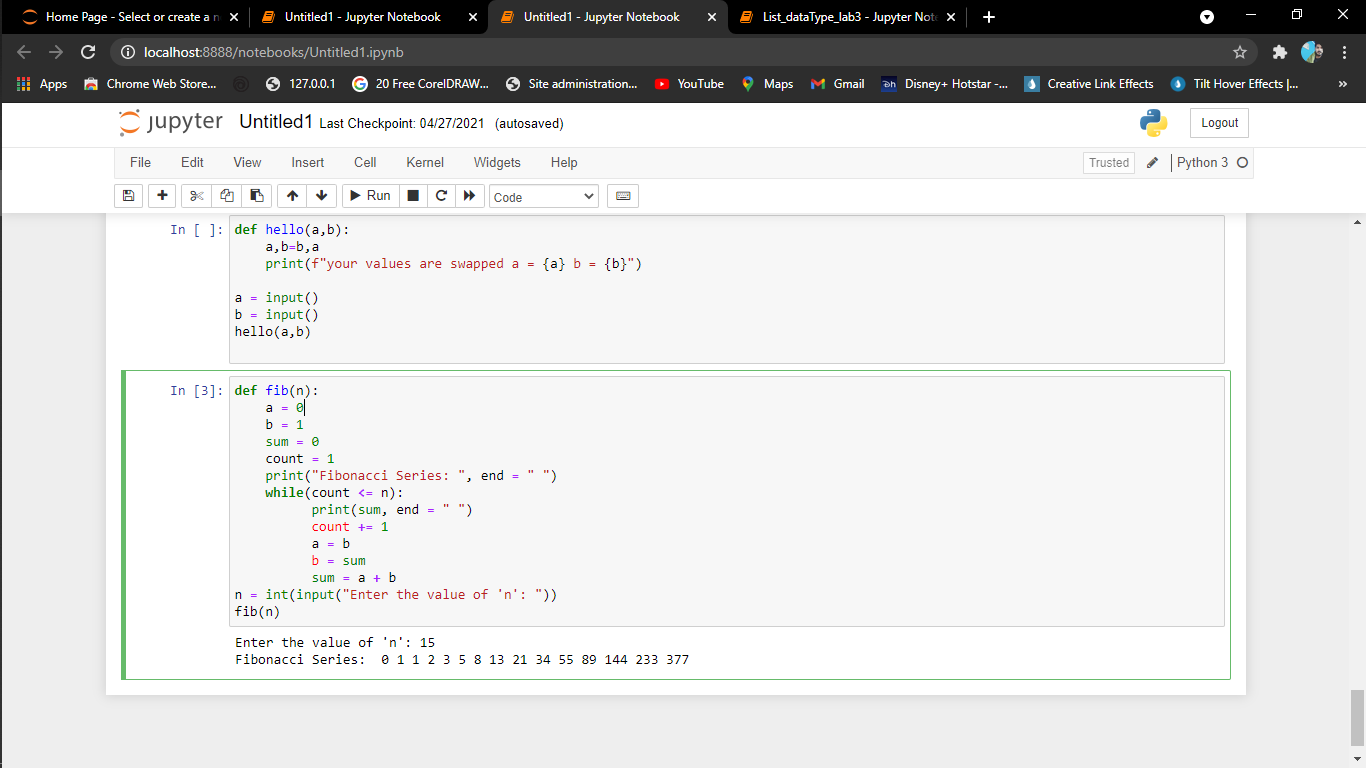 Home Page - Select or create a n
Untitled1 - Jupyter Notebook
Untitled1 - Jupyter Notebook
List_dataType_lab3 - Jupyter Not
localhost:8888/notebooks/Untitled1.ipynb
Apps
Chrome Web Store...
127.0.0.1
20 Free CorelDRAW...
Site administration...
YouTube
Maps
Gmail
Disney+ Hotstar -...
Creative Link Effects
Tilt Hover Effects |...
»
jupyter Untitled1 Last Checkpoint: 04/27/2021 (autosaved)
Logout
File Edit View Insert Cell Kernel Widgets Help
Trusted
Python 3
Run
Code
In [ ]: def hello(a,b):
    a,b=b,a
    print(f"your values are swapped a = {a} b = {b}")
a = input()
b = input()
hello(a,b)
In [3]: def fib(n):
    a = 0
    b = 1
    sum = 0
    count = 1
    print("Fibonacci Series: ", end = " ")
    while(count <= n):
          print(sum, end = " ")
          count += 1
          a = b
          b = sum
          sum = a + b
n = int(input("Enter the value of 'n': "))
fib(n)
Enter the value of 'n': 15
Fibonacci Series:  0 1 1 2 3 5 8 13 21 34 55 89 144 233 377